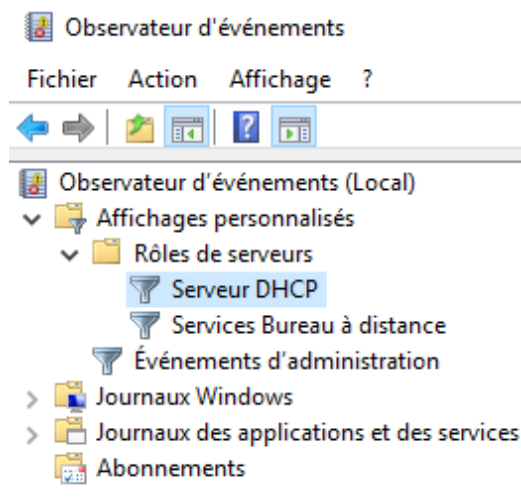 Observateur d'événements
Fichier Action Affichage ?
Observateur d'événements (Local)
Affichages personnalisés
Rôles de serveurs
Serveur DHCP
Services Bureau à distance
Événements d'administration
Journaux Windows
Journaux des applications et des services
Abonnements